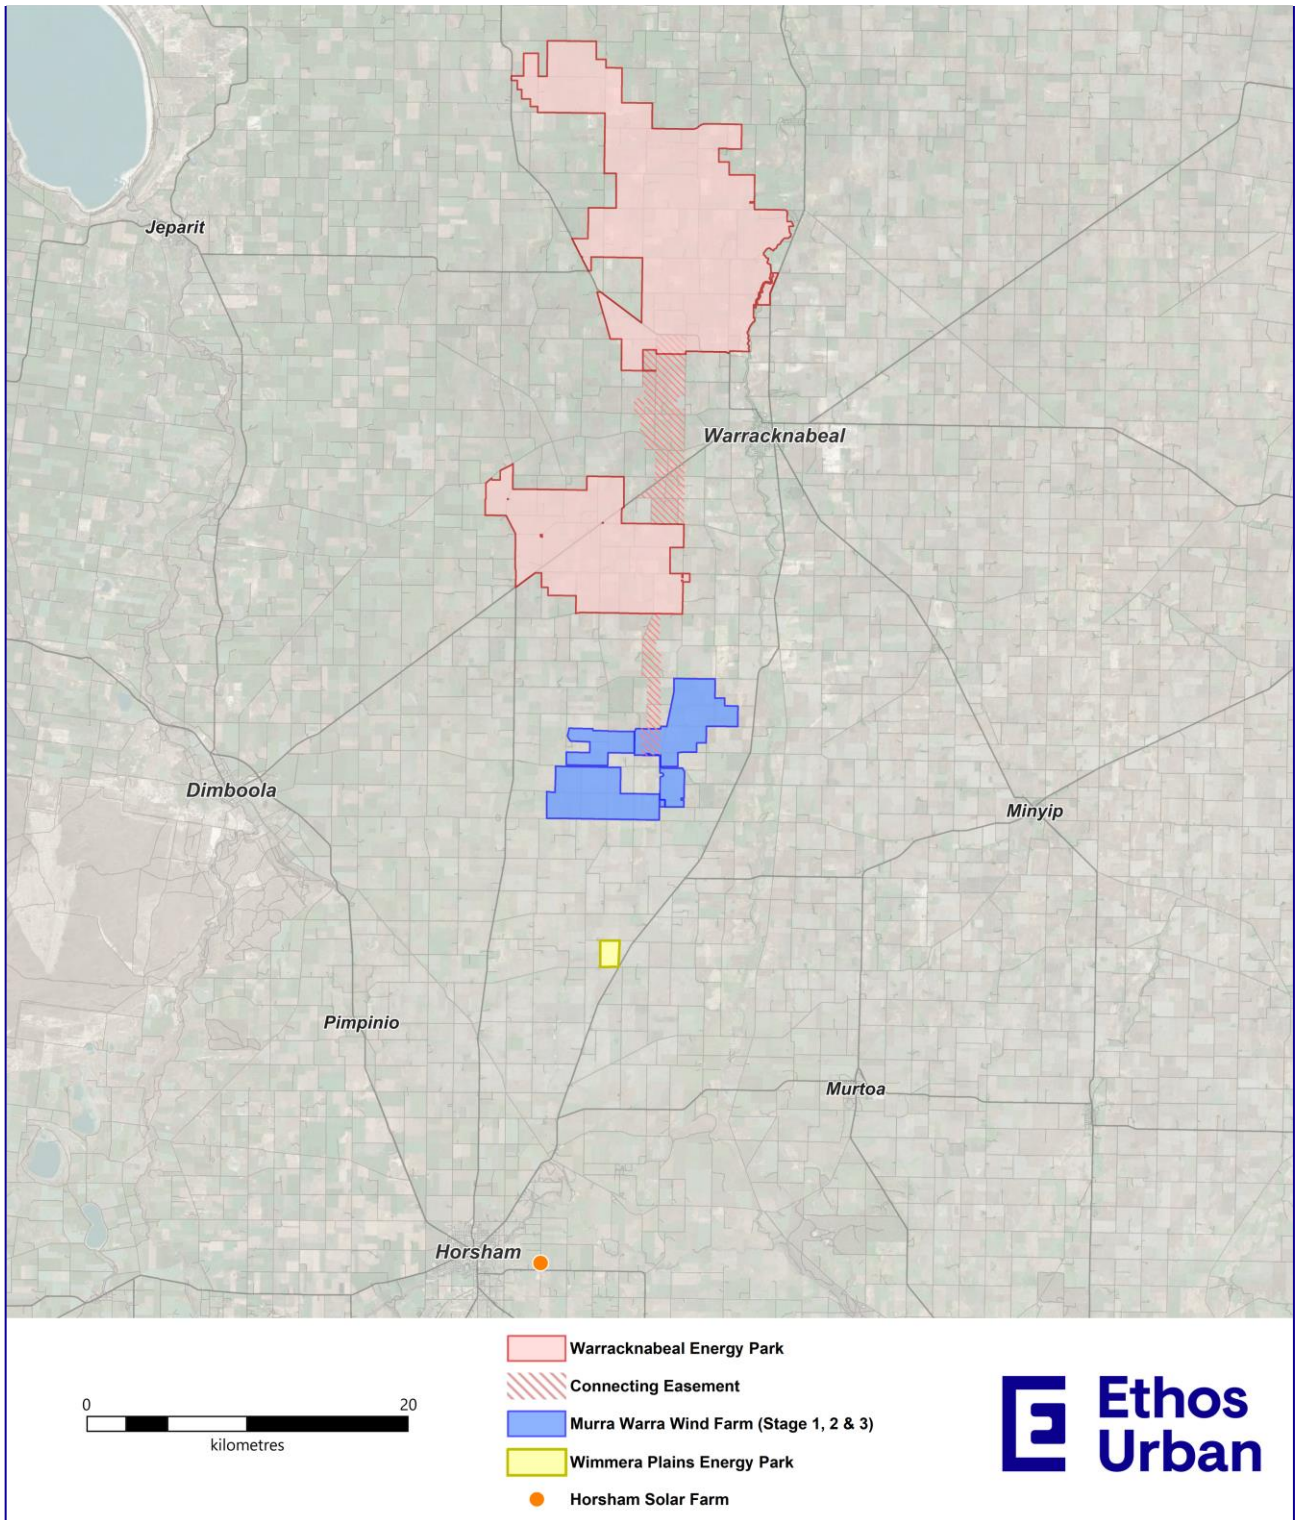 Jeparit
Warracknabeal
Dimboola
Minyip
Pimpinio
Murtoa
Horsham
0 20
kilometres
Warracknabeal Energy Park
Connecting Easement
Murra Warra Wind Farm (Stage 1, 2 & 3)
Wimmera Plains Energy Park
Horsham Solar Farm
Ethos
Urban